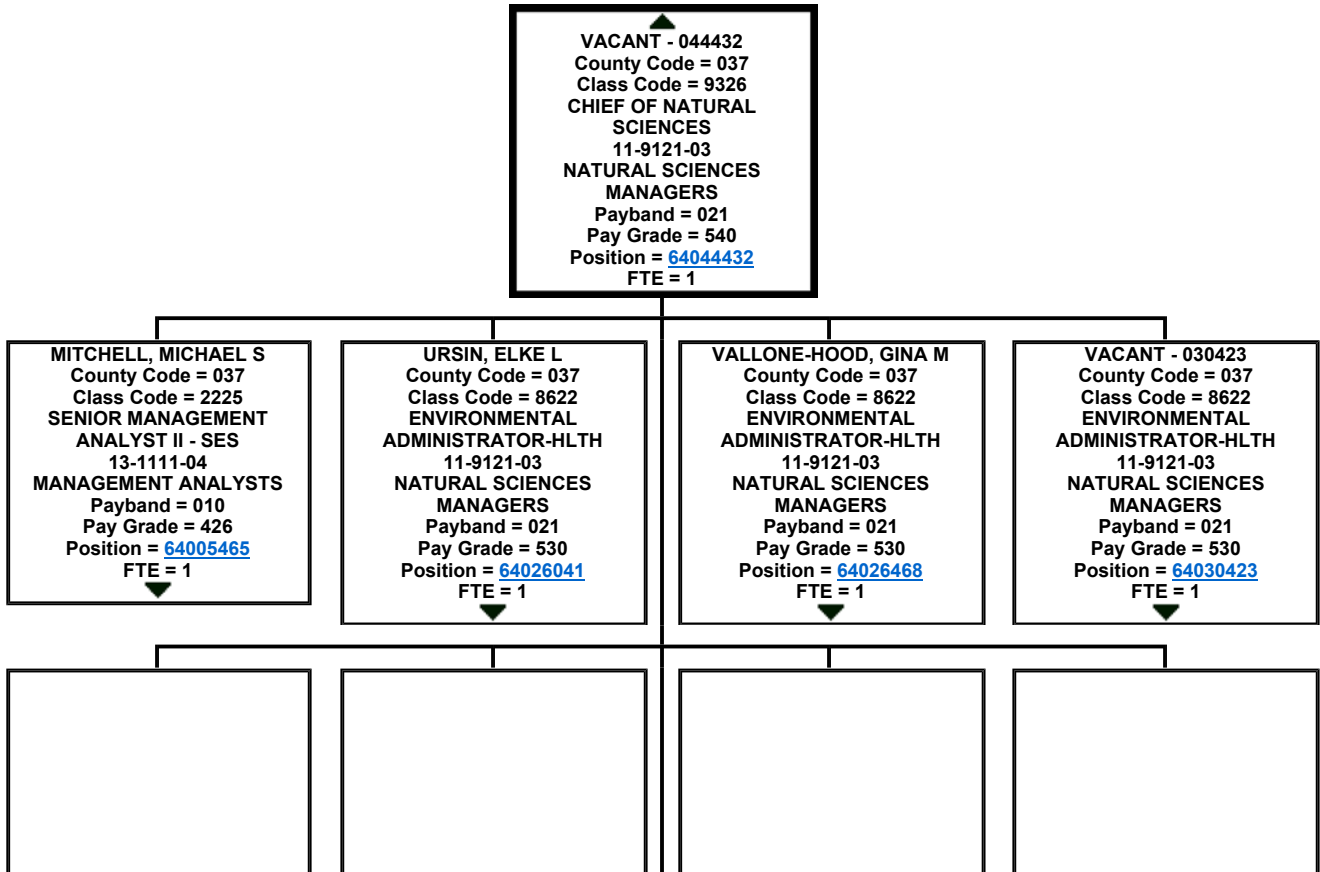 VACANT - 044432
County Code = 037
Class Code = 9326
CHIEF OF NATURAL
SCIENCES
11-9121-03
NATURAL SCIENCES
MANAGERS
Payband = 021
Pay Grade = 540
Position = 64044432
FTE = 1
MITCHELL, MICHAEL S
County Code = 037
Class Code = 2225
SENIOR MANAGEMENT
ANALYST II - SES
13-1111-04
MANAGEMENT ANALYSTS
Payband = 010
Pay Grade = 426
Position = 64005465
FTE = 1
URSIN, ELKE L
County Code = 037
Class Code = 8622
ENVIRONMENTAL
ADMINISTRATOR-HLTH
11-9121-03
NATURAL SCIENCES
MANAGERS
Payband = 021
Pay Grade = 530
Position = 64026041
FTE = 1
VALLONE-HOOD, GINA M
County Code = 037
Class Code = 8622
ENVIRONMENTAL
ADMINISTRATOR-HLTH
11-9121-03
NATURAL SCIENCES
MANAGERS
Payband = 021
Pay Grade = 530
Position = 64026468
FTE = 1
VACANT - 030423
County Code = 037
Class Code = 8622
ENVIRONMENTAL
ADMINISTRATOR-HLTH
11-9121-03
NATURAL SCIENCES
MANAGERS
Payband = 021
Pay Grade = 530
Position = 64030423
FTE = 1